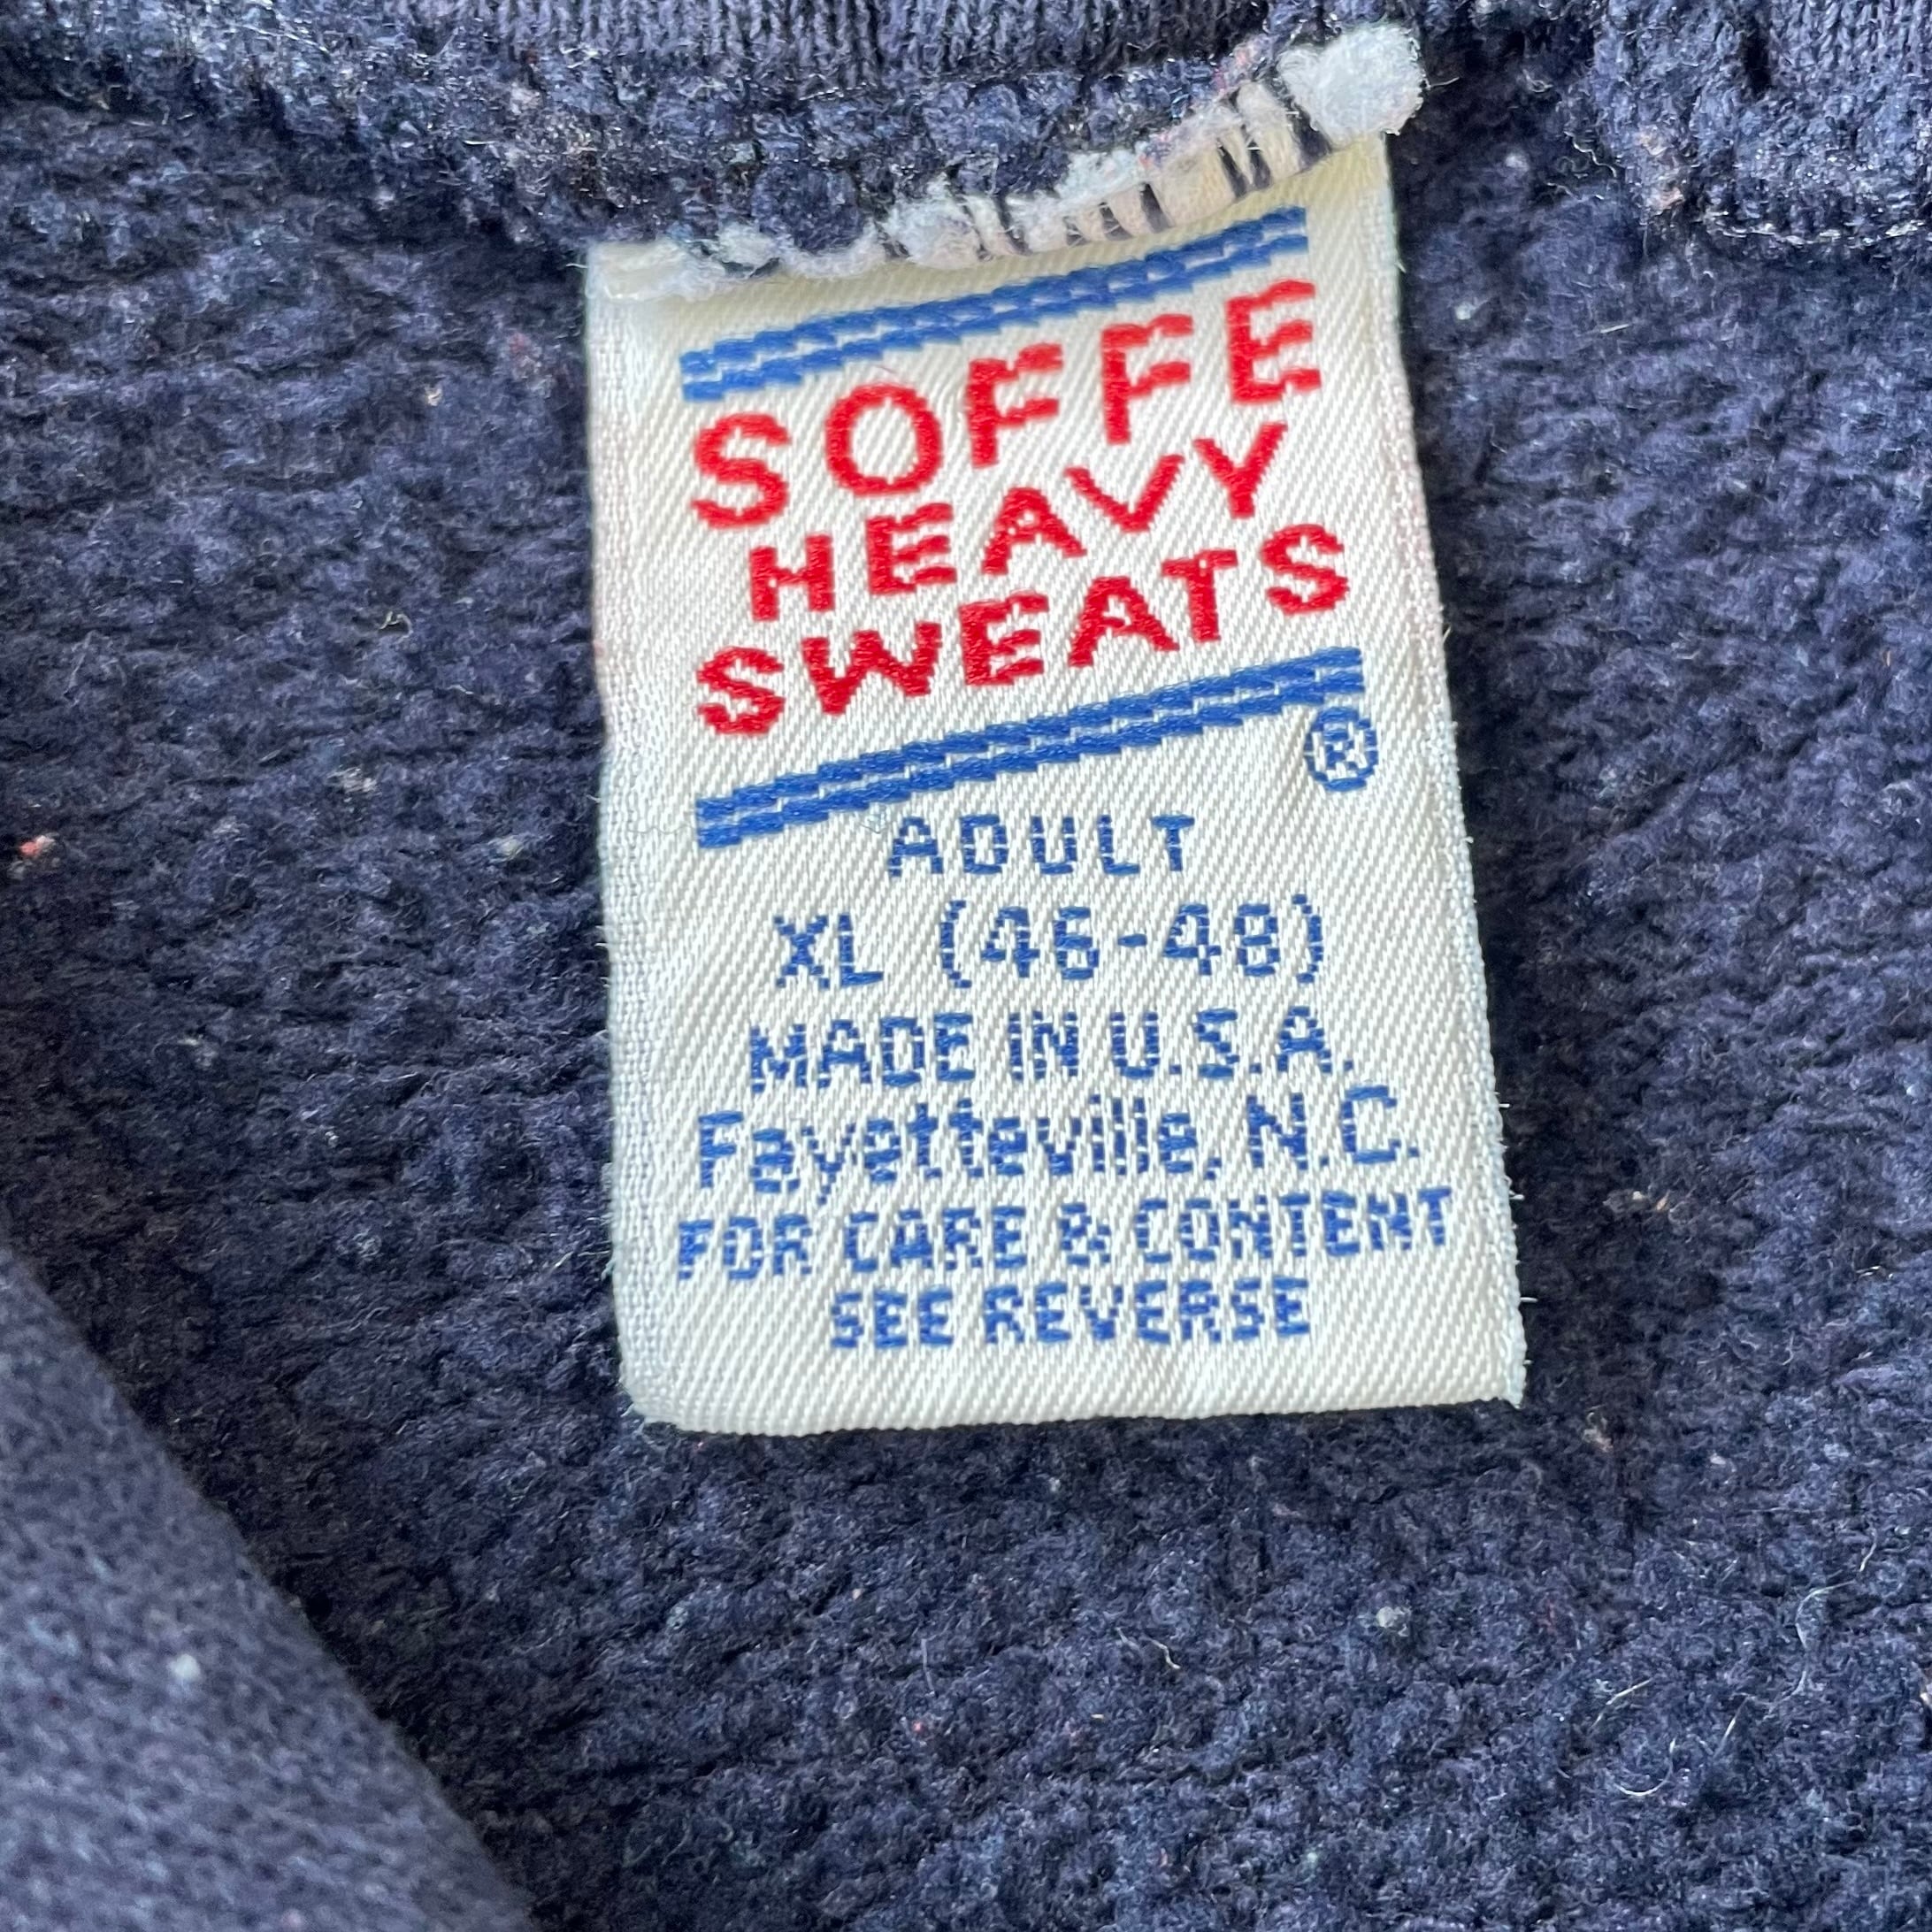 SOFFE
HEAVY
SWEATS
®
ADULT
XL (46-48)
MADE IN U.S.A.
Fayetteville, N.C.
FOR CARE & CONTENT
SEE REVERSE